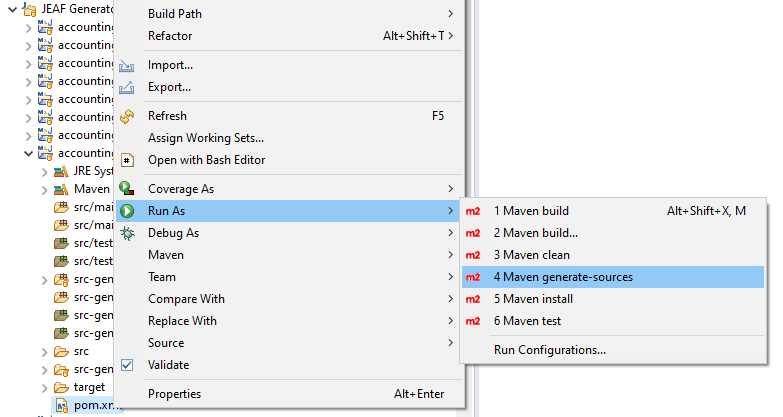 JEAF Generato
accounting
accounting
accounting
accounting
accounting
accounting
accounting
accounting
JRE Syst
Maven
src/mai
src/mai
src/test
src/test
src-gen
src-gen
src-gen
src-gen
src
src-gen
target
pom.xml
Build Path
Refactor Alt+Shift+T
Import...
Export...
Refresh F5
Assign Working Sets...
Open with Bash Editor
Coverage As
Run As
Debug As
Maven
Team
Compare With
Replace With
Source
Validate
Properties Alt+Enter
m2 1 Maven build Alt+Shift+X, M
m2 2 Maven build...
m2 3 Maven clean
m2 4 Maven generate-sources
m2 5 Maven install
m2 6 Maven test
Run Configurations...